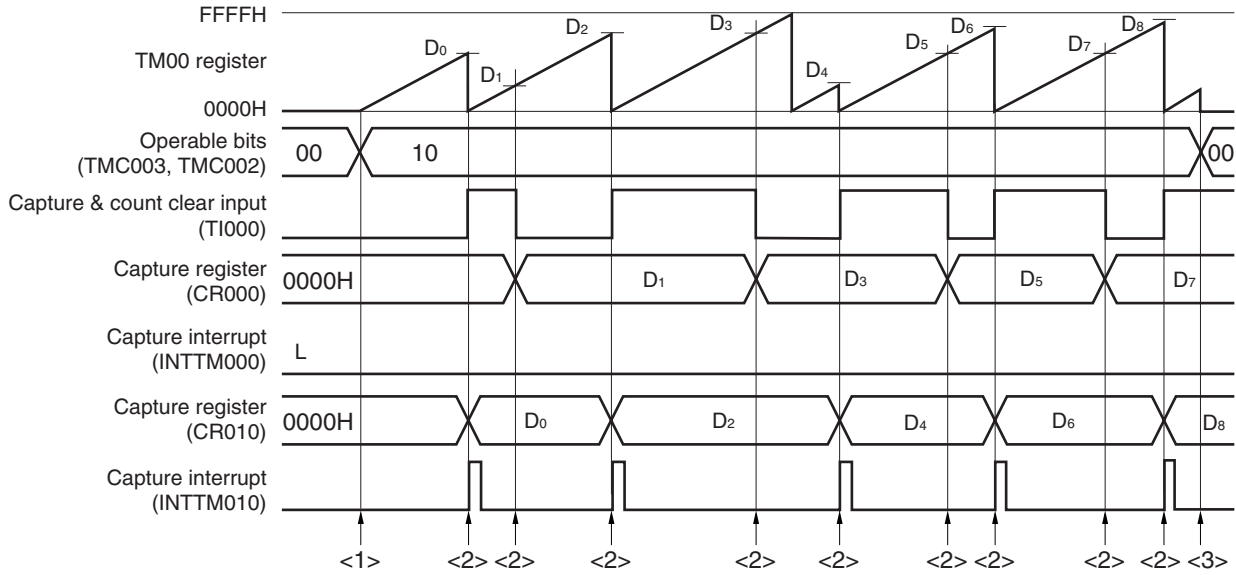 FFFFH
TM00 register
0000H
D0 D1 D2 D3 D4 D5 D6 D7 D8
Operable bits
(TMC003, TMC002)
00 10 00
Capture & count clear input
(TI000)
Capture register
(CR000)
0000H D1 D3 D5 D7
Capture interrupt
(INTTM000)
L
Capture register
(CR010)
0000H D0 D2 D4 D6 D8
Capture interrupt
(INTTM010)
<1> <2> <2> <2> <2> <2> <2> <2> <2> <2> <3>